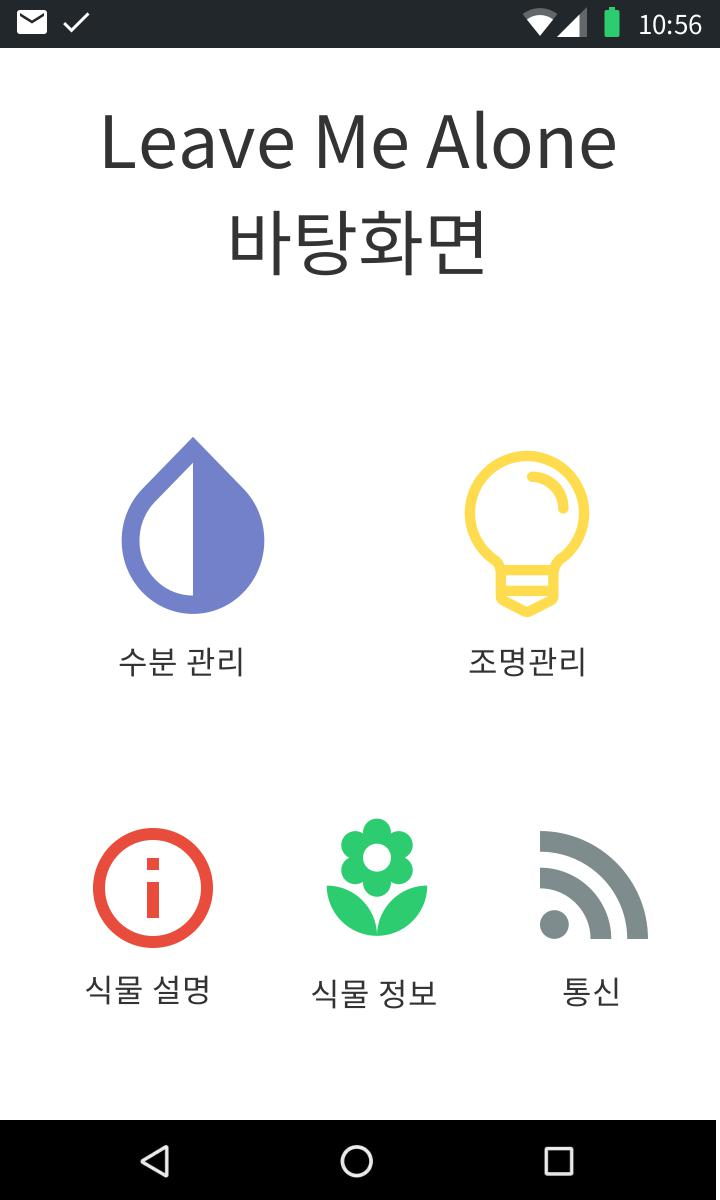 10:56
Leave Me Alone
바탕화면
수분 관리
조명관리
식물 설명
식물 정보
통신